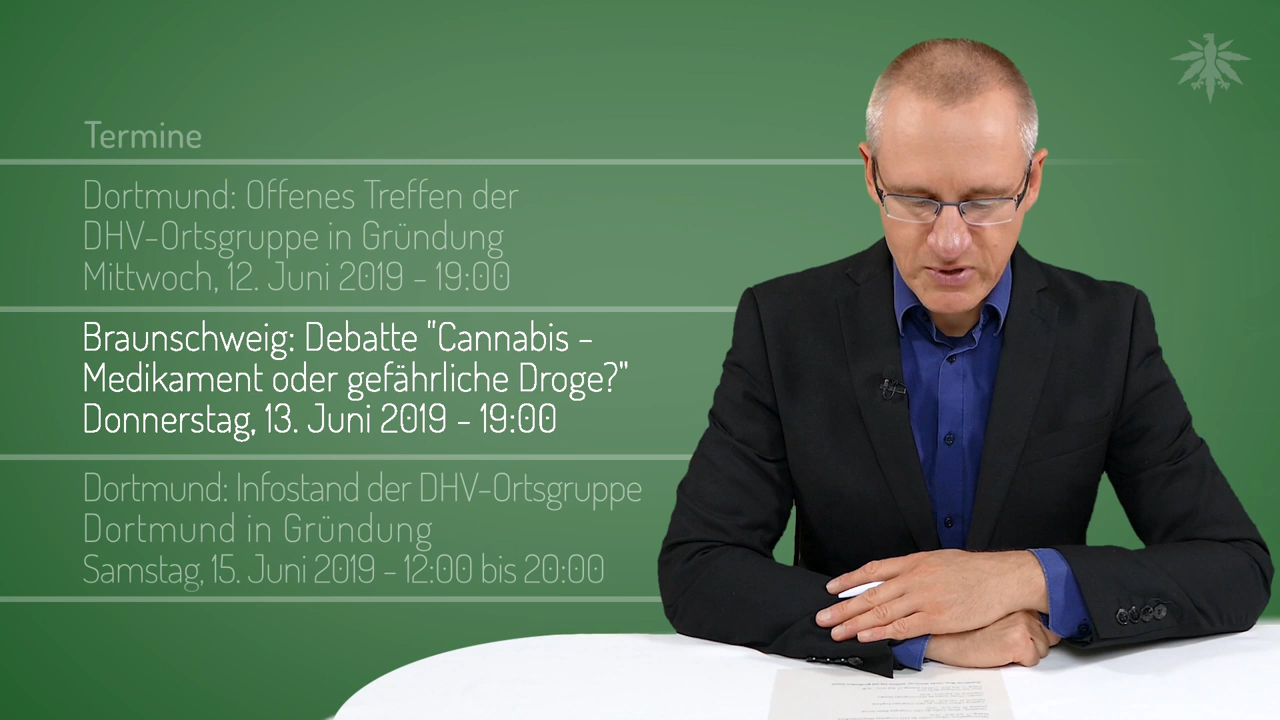 Termine
Dortmund: Offenes Treffen der
DHV-Ortsgruppe in Gründung
Mittwoch, 12. Juni 2019 - 19:00
Braunschweig: Debatte "Cannabis -
Medikament oder gefährliche Droge?"
Donnerstag, 13. Juni 2019 - 19:00
Dortmund: Infostand der DHV-Ortsgruppe
Dortmund in Gründung
Samstag, 15. Juni 2019 - 12:00 bis 20:00